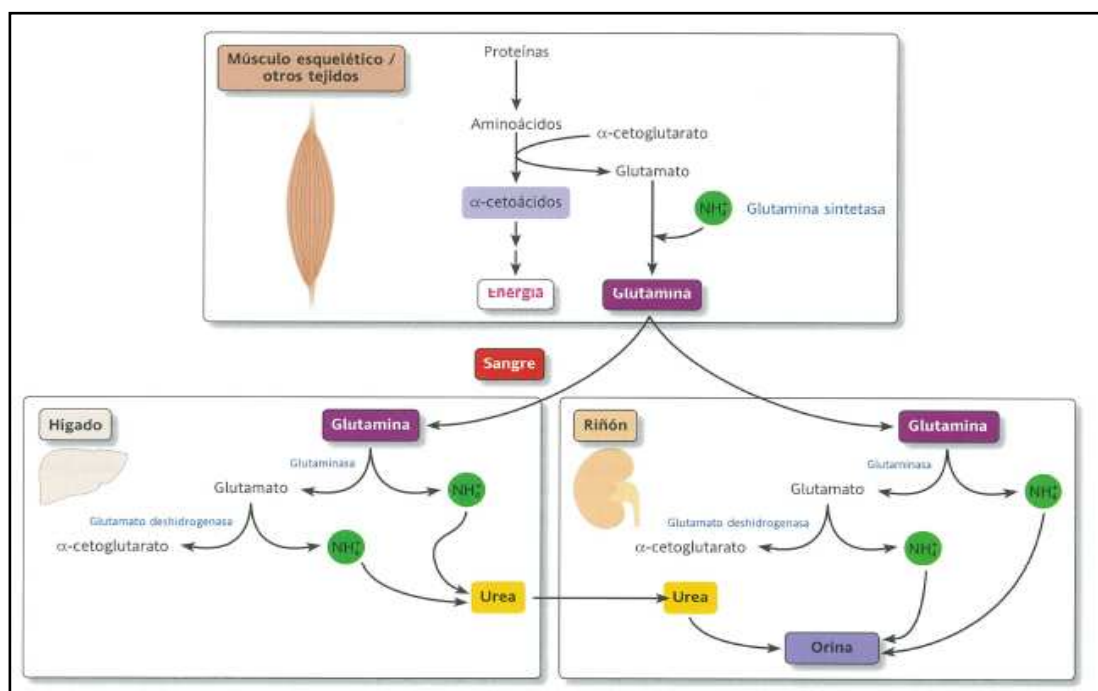 Músculo esquelético /
otros tejidos
Proteínas
Aminoácidos
α-cetoglutarato
Glutamato
α-cetoácidos
NH₄⁺
Glutamina sintetasa
Energía
Glutamina
Sangre
Hígado
Glutamina
Glutaminasa
Glutamato
NH₄⁺
Glutamato deshidrogenasa
α-cetoglutarato
NH₄⁺
Urea
Riñón
Glutamina
Glutaminasa
Glutamato
NH₄⁺
Glutamato deshidrogenasa
α-cetoglutarato
NH₄⁺
Urea
Orina